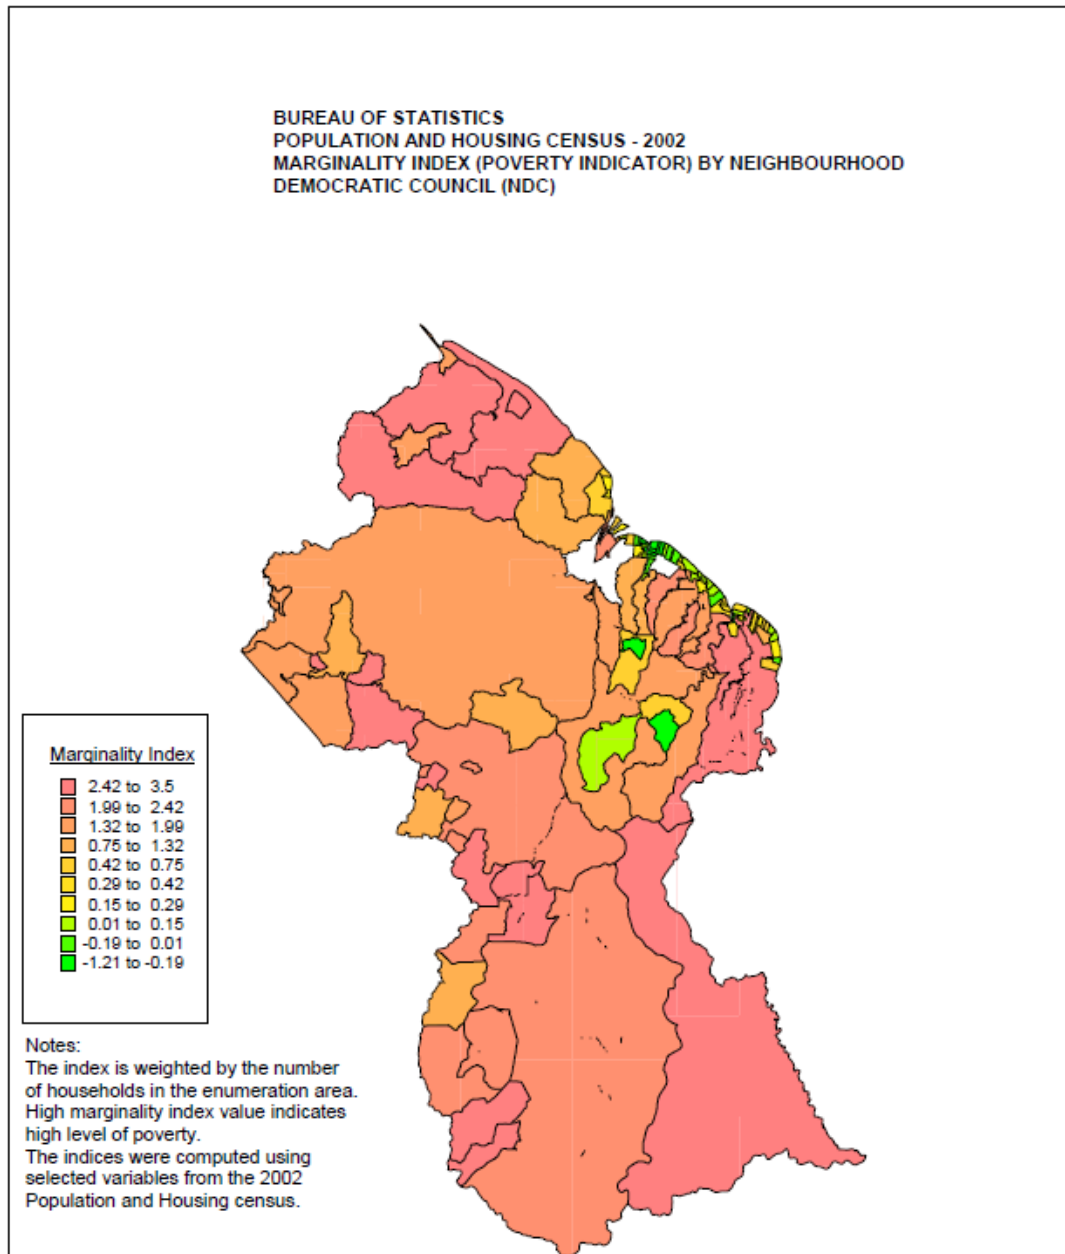 BUREAU OF STATISTICS
POPULATION AND HOUSING CENSUS - 2002
MARGINALITY INDEX (POVERTY INDICATOR) BY NEIGHBOURHOOD
DEMOCRATIC COUNCIL (NDC)
Marginality Index
2.42 to 3.5
1.99 to 2.42
1.32 to 1.99
0.75 to 1.32
0.42 to 0.75
0.29 to 0.42
0.15 to 0.29
0.01 to 0.15
-0.19 to 0.01
-1.21 to -0.19
Notes:
The index is weighted by the number
of households in the enumeration area.
High marginality index value indicates
high level of poverty.
The indices were computed using
selected variables from the 2002
Population and Housing census.